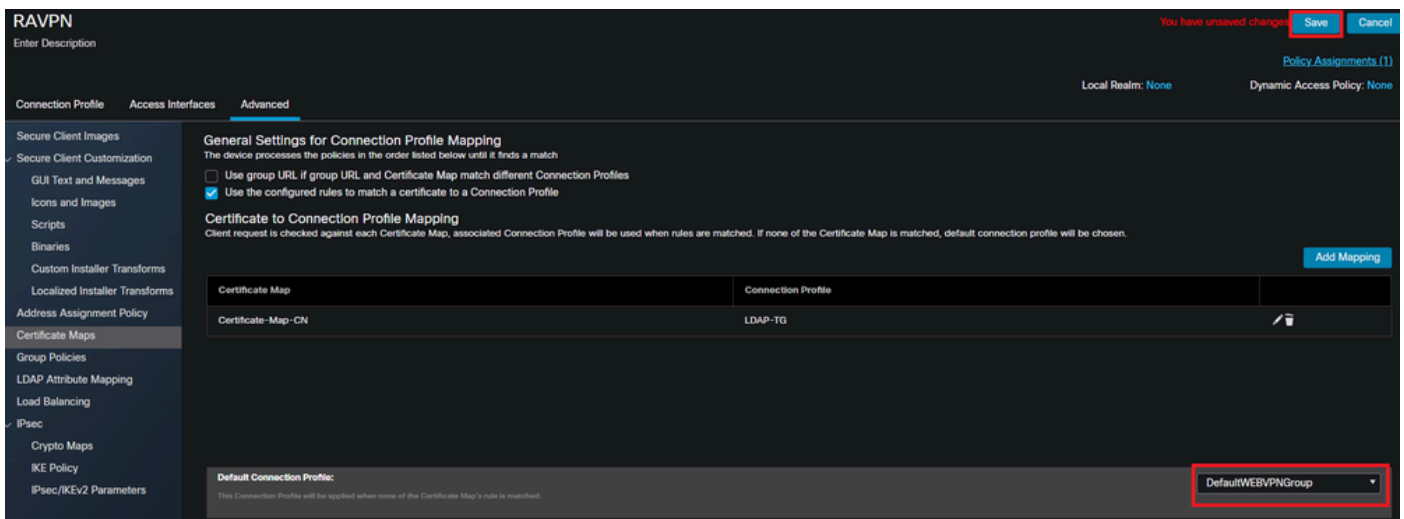 RAVPN
You have unsaved changes
Save
Cancel
Enter Description
Policy Assignments (1)
Local Realm: None
Dynamic Access Policy: None
Connection Profile
Access Interfaces
Advanced
Secure Client Images
Secure Client Customization
GUI Text and Messages
Icons and Images
Scripts
Binaries
Custom Installer Transforms
Localized Installer Transforms
Address Assignment Policy
Certificate Maps
Group Policies
LDAP Attribute Mapping
Load Balancing
IPsec
Crypto Maps
IKE Policy
IPsec/IKEv2 Parameters
General Settings for Connection Profile Mapping
The device processes the policies in the order listed below until it finds a match
Use group URL if group URL and Certificate Map match different Connection Profiles
Use the configured rules to match a certificate to a Connection Profile
Certificate to Connection Profile Mapping
Client request is checked against each Certificate Map, associated Connection Profile will be used when rules are matched. If none of the Certificate Map is matched, default connection profile will be chosen.
Add Mapping
Certificate Map
Connection Profile
Certificate-Map-CN
LDAP-TG
Default Connection Profile:
This Connection Profile will be applied when none of the Certificate Map's rule is matched.
DefaultWEBVPNGroup